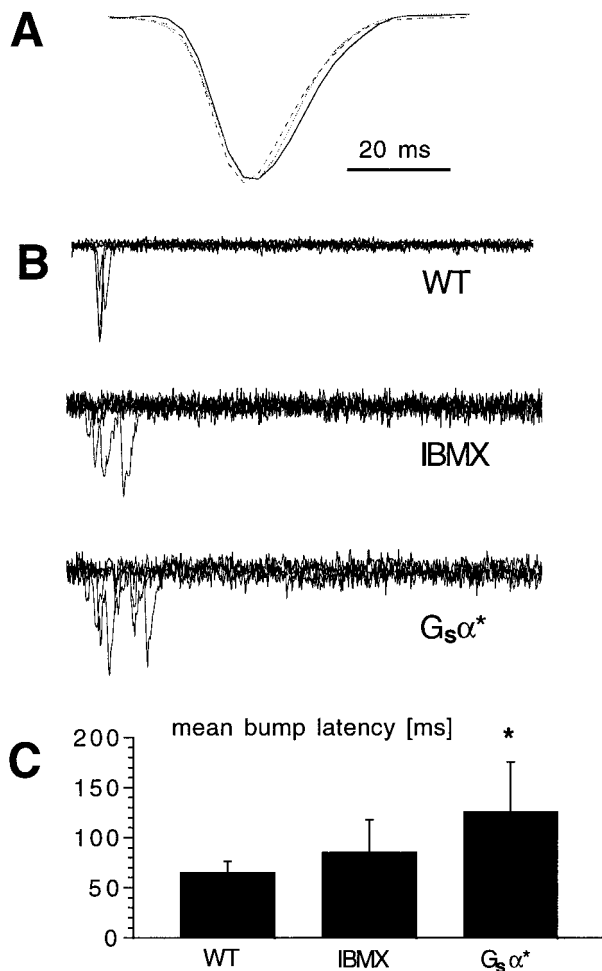 A
20 ms
B
WT
IBMX
Gsα*
mean bump latency [ms]
C
200
*
150
100
50
0
WT
IBMX
Gsα*